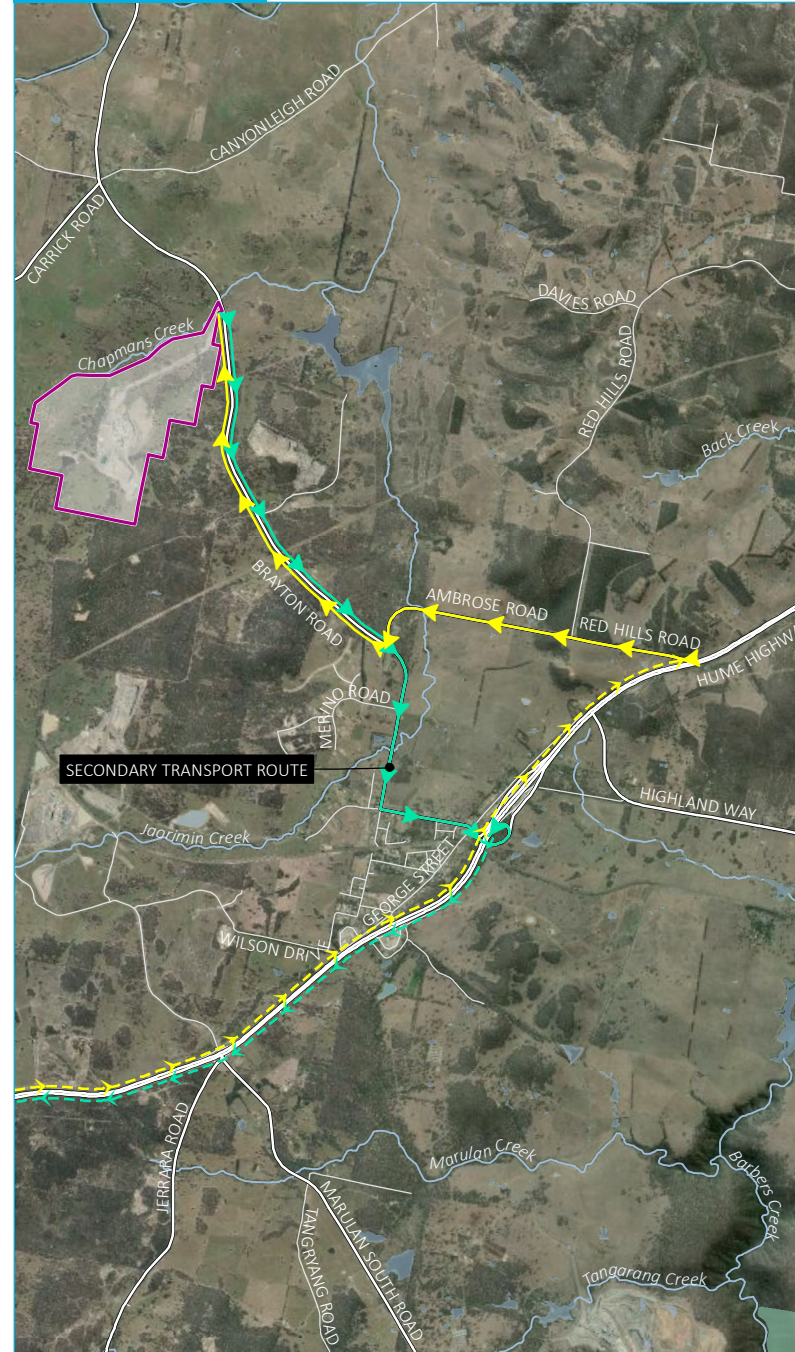 CANYONLEIGH ROAD
CARRICK ROAD
DAVIES ROAD
Chapmans Creek
RED HILLS ROAD
Back Creek
BRAYTON ROAD
AMBROSE ROAD
RED HILLS ROAD
HUME HIGHW
MERINO ROAD
SECONDARY TRANSPORT ROUTE
HIGHLAND WAY
Jaarimin Creek
GEORGE STREET
WILSON DRIVE
JERRARA ROAD
Marulan Creek
Barbers Creek
MARULAN SOUTH ROAD
TANGRYANG ROAD
Tangarang Creek